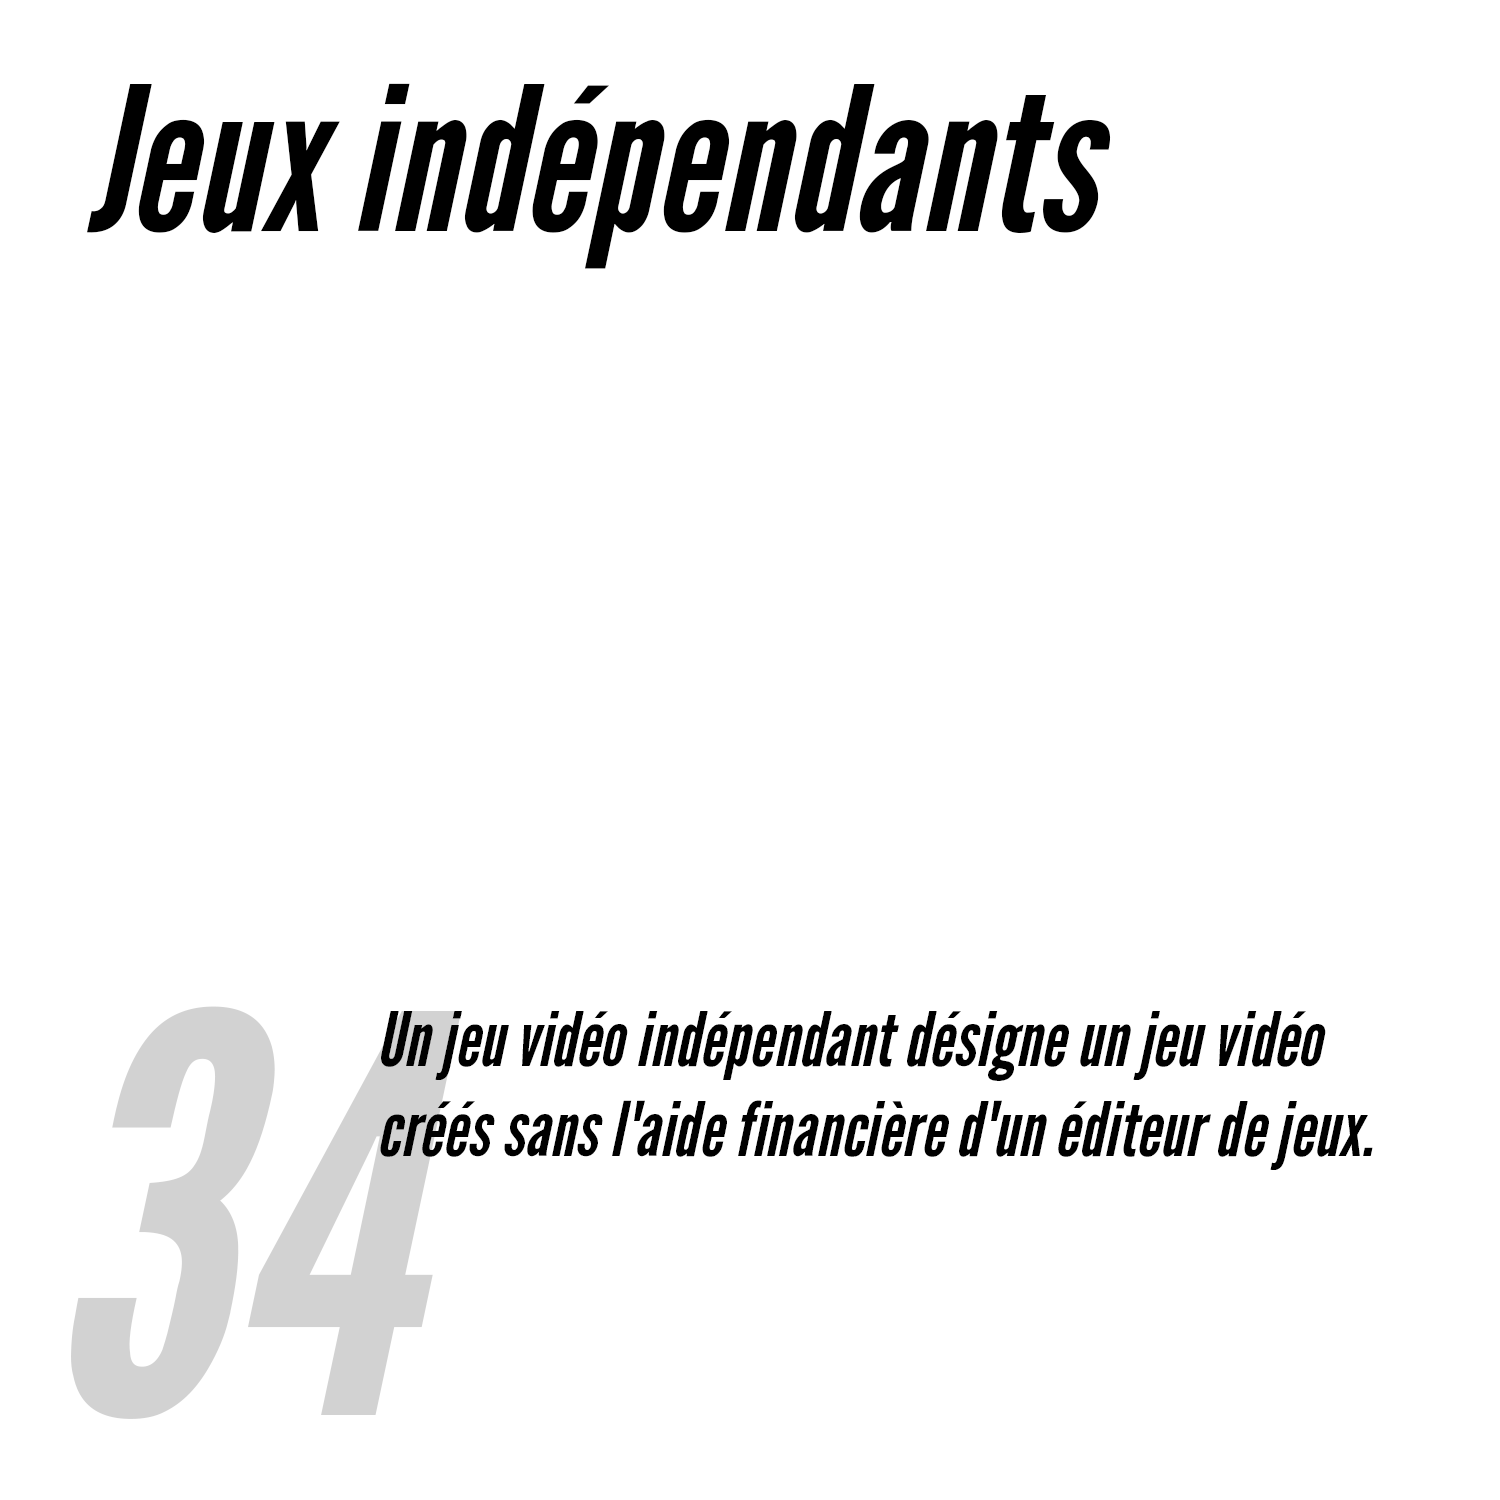 Jeux indépendants
34
Un jeu vidéo indépendant désigne un jeu vidéo
créés sans l'aide financière d'un éditeur de jeux.